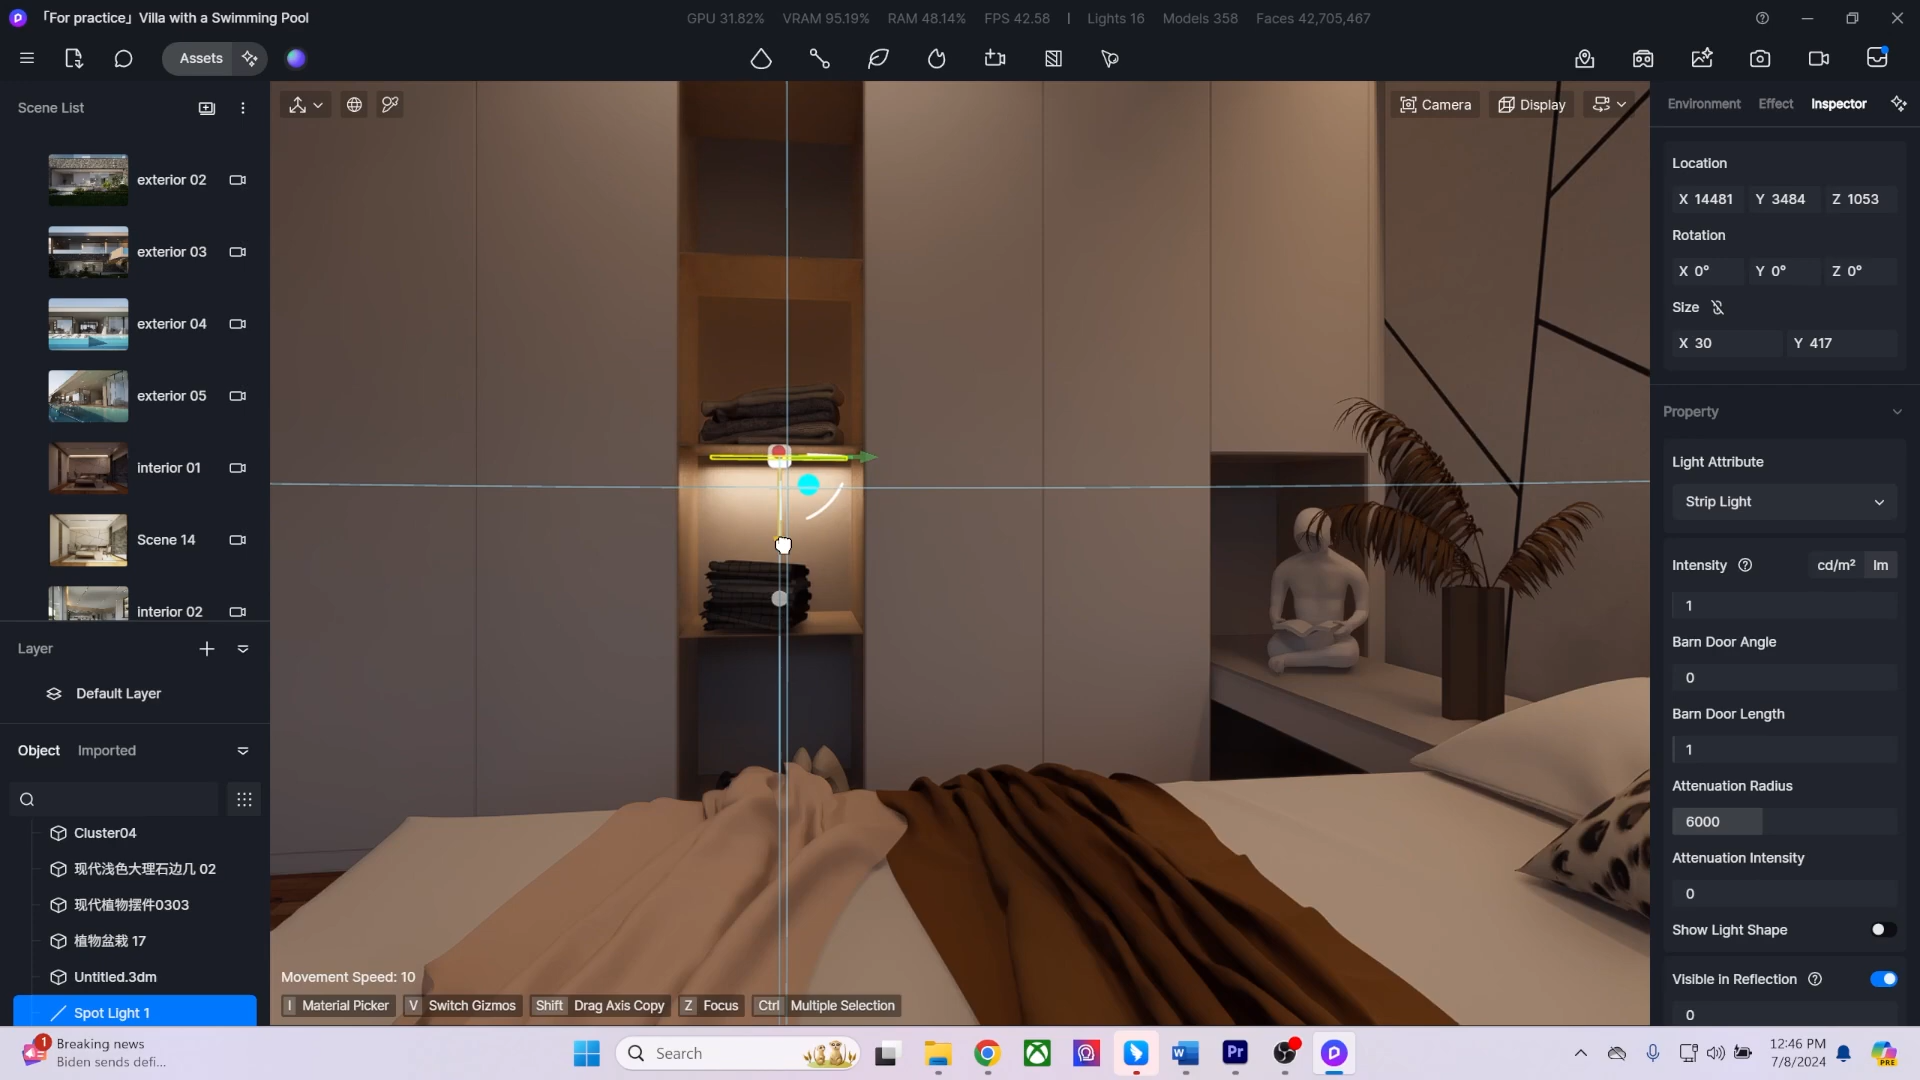 「For practice」Villa with a Swimming Pool
GPU 31.82% VRAM 95.19% RAM 48.14% FPS 42.58 | Lights 16 Models 358 Faces 42,705,467
Assets
Scene List
Camera
Display
Environment Effect Inspector
exterior 02
exterior 03
exterior 04
exterior 05
interior 01
Scene 14
interior 02
Layer
Default Layer
Object Imported
Cluster04
现代浅色大理石边几 02
现代植物摆件0303
植物盆栽 17
Untitled.3dm
Spot Light 1
Movement Speed: 10
I Material Picker V Switch Gizmos Shift Drag Axis Copy Z Focus Ctrl Multiple Selection
Location
X 14481 Y 3484 Z 1053
Rotation
X 0° Y 0° Z 0°
Size
X 30 Y 417
Property
Light Attribute
Strip Light
Intensity cd/m² lm
1
Barn Door Angle
0
Barn Door Length
1
Attenuation Radius
6000
Attenuation Intensity
0
Show Light Shape
Visible in Reflection
0
1
Breaking news
Biden sends defi...
Search
Pr
12:46 PM
7/8/2024
PRE